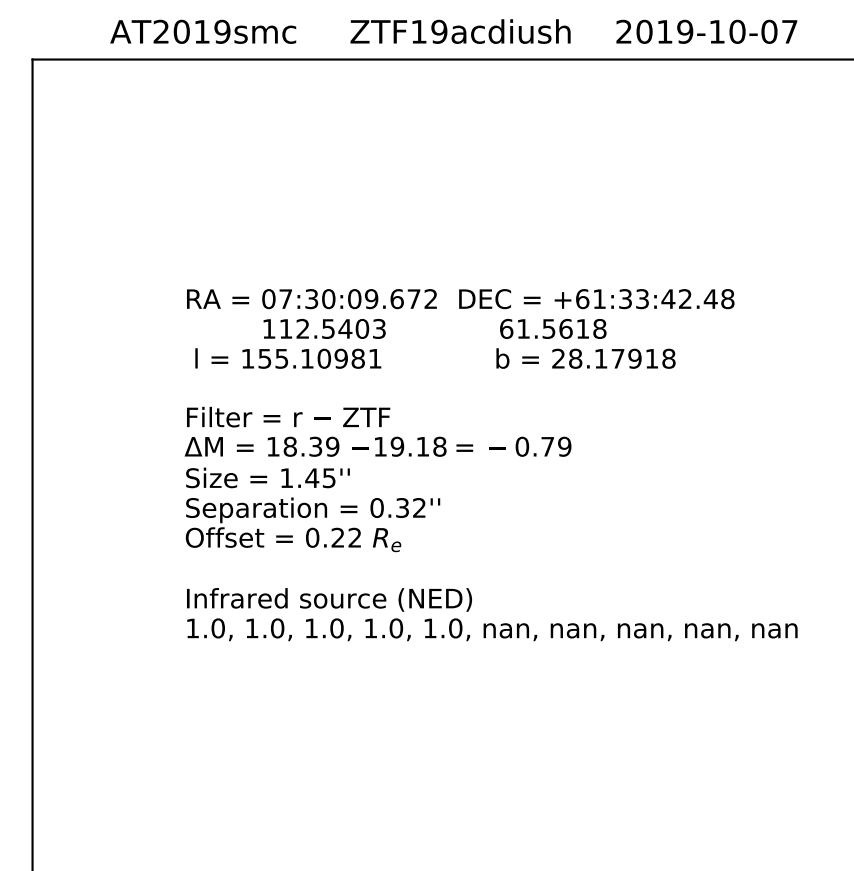 AT2019smc ZTF19acdiush 2019-10-07
RA = 07:30:09.672 DEC = +61:33:42.48
112.5403 61.5618
l = 155.10981 b = 28.17918
Filter = r − ZTF
ΔM = 18.39 −19.18 = − 0.79
Size = 1.45''
Separation = 0.32''
Offset = 0.22 Re
Infrared source (NED)
1.0, 1.0, 1.0, 1.0, 1.0, nan, nan, nan, nan, nan